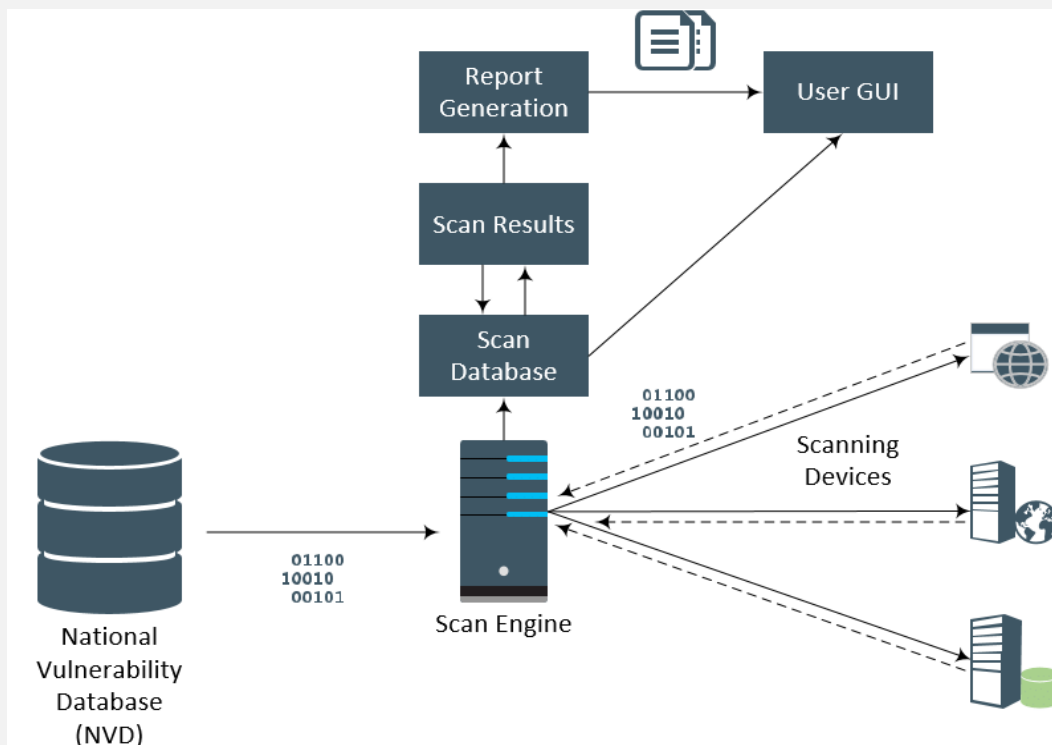 Report
Generation
User GUI
Scan Results
Scan
Database
01100
10010
00101
Scanning
Devices
01100
10010
00101
Scan Engine
National
Vulnerability
Database
(NVD)